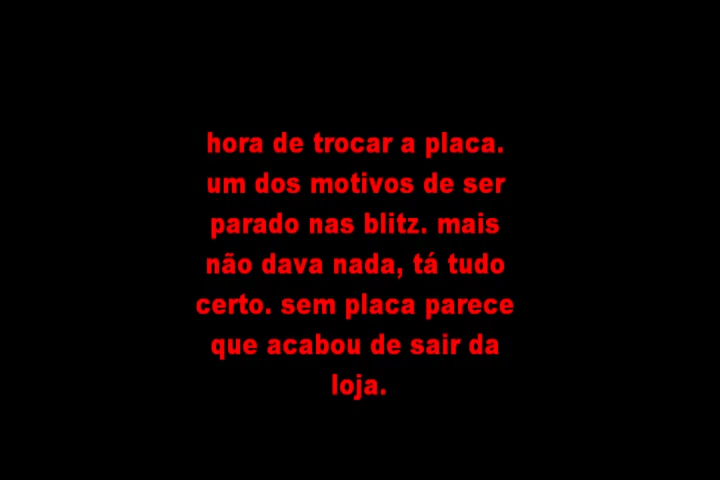 hora de trocar a placa.
um dos motivos de ser
parado nas blitz. mais
não dava nada, tá tudo
certo. sem placa parece
que acabou de sair da
loja.